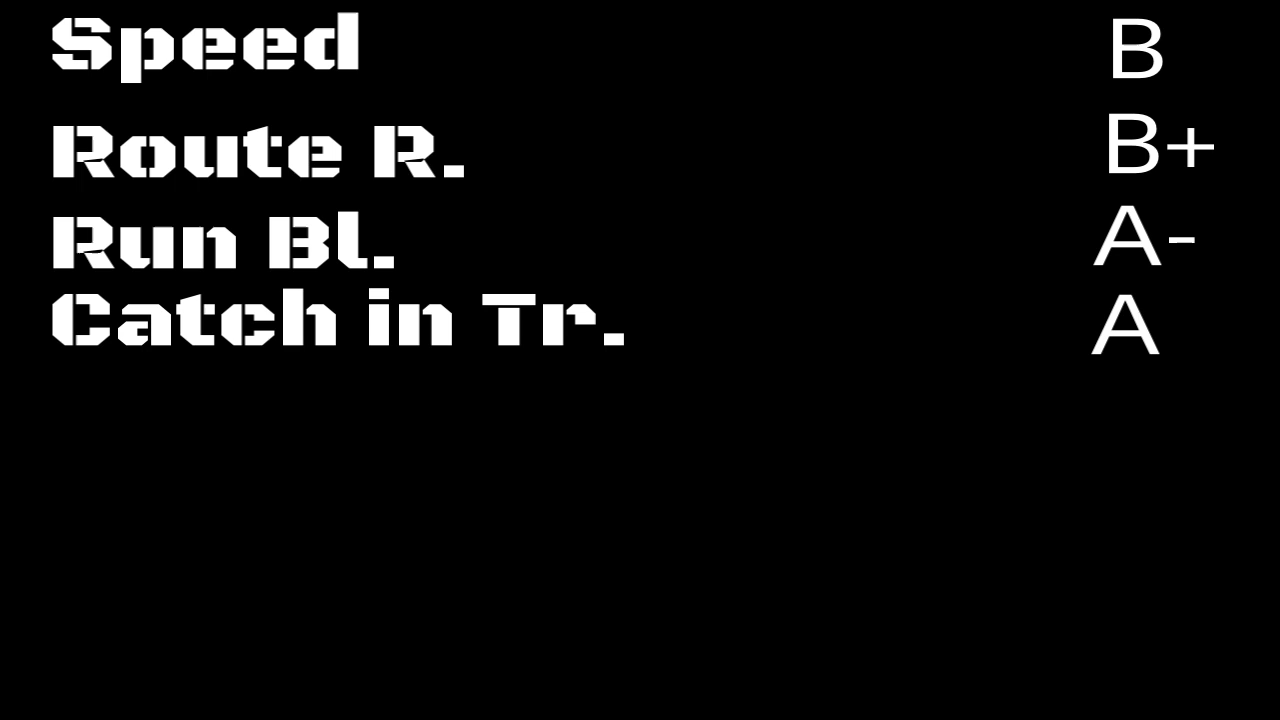 Speed B
Route R. B+
Run Bl. A-
Catch in Tr. A